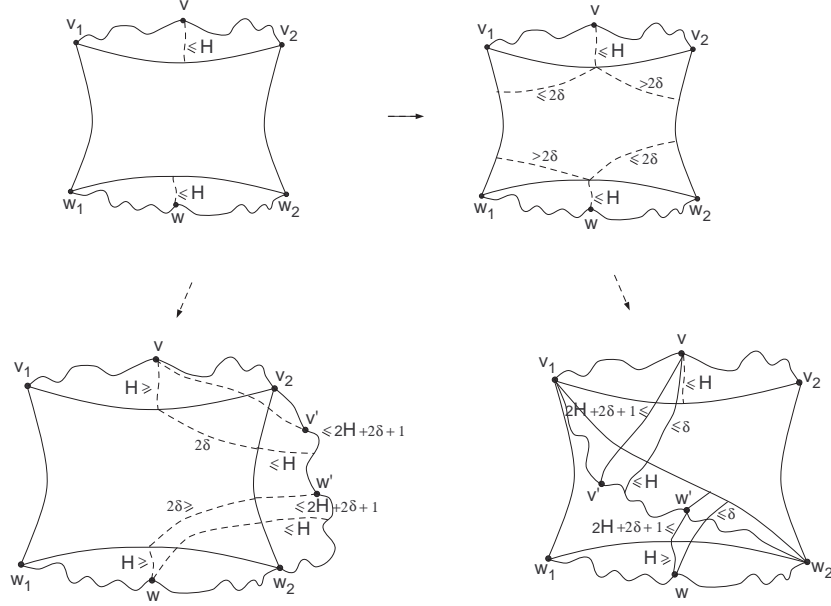 v
v1 v2
≤H
≤H
w1 w w2
v
v1 v2
≤H
≤2δ >2δ
>2δ ≤2δ
≤H
w1 w w2
v
v1 v2
H≥
v'
≤2H+2δ+1
2δ ≤H
w'
2δ≥ ≤2H+2δ+1
≤H
H≥
w1 w w2
v
v1 v2
≤H
2H+2δ+1≤
≤δ
≤H
v' w'
≤δ
2H+2δ+1≤
H≥
w1 w w2